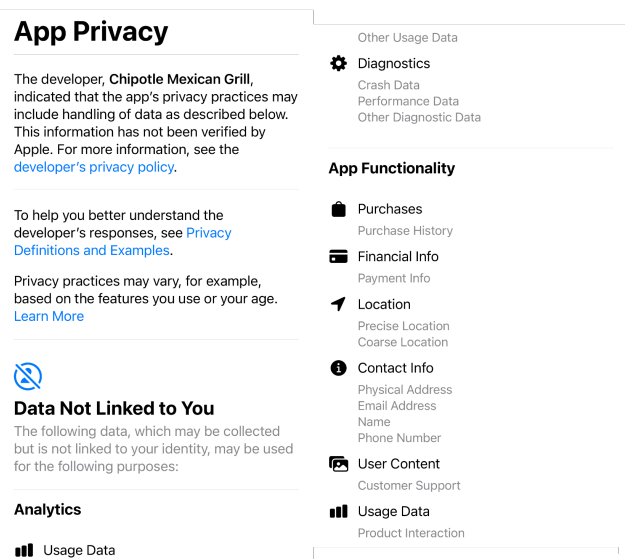 App Privacy
The developer, Chipotle Mexican Grill,
indicated that the app's privacy practices may
include handling of data as described below.
This information has not been verified by
Apple. For more information, see the
developer's privacy policy.
To help you better understand the
developer's responses, see Privacy
Definitions and Examples.
Privacy practices may vary, for example,
based on the features you use or your age.
Learn More
Data Not Linked to You
The following data, which may be collected
but is not linked to your identity, may be used
for the following purposes:
Analytics
Usage Data
Other Usage Data
Diagnostics
Crash Data
Performance Data
Other Diagnostic Data
App Functionality
Purchases
Purchase History
Financial Info
Payment Info
Location
Precise Location
Coarse Location
Contact Info
Physical Address
Email Address
Name
Phone Number
User Content
Customer Support
Usage Data
Product Interaction